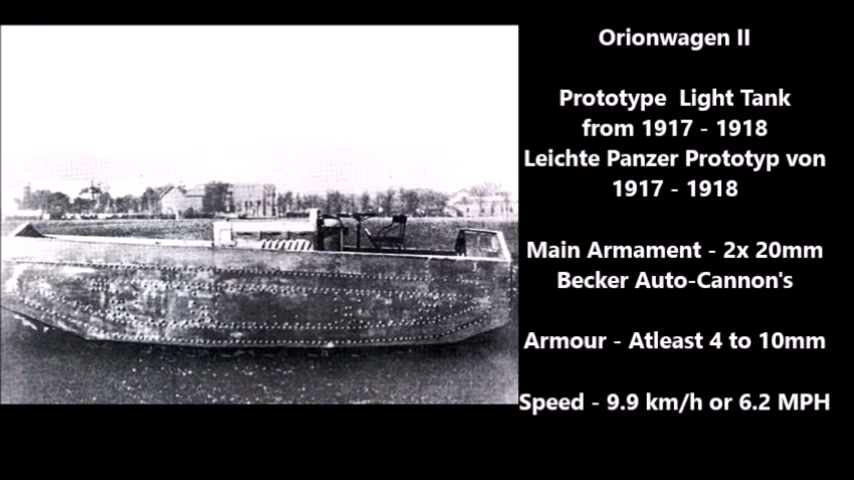 Orionwagen II
Prototype Light Tank
from 1917 - 1918
Leichte Panzer Prototyp von
1917 - 1918
Main Armament - 2x 20mm
Becker Auto-Cannon's
Armour - Atleast 4 to 10mm
Speed - 9.9 km/h or 6.2 MPH